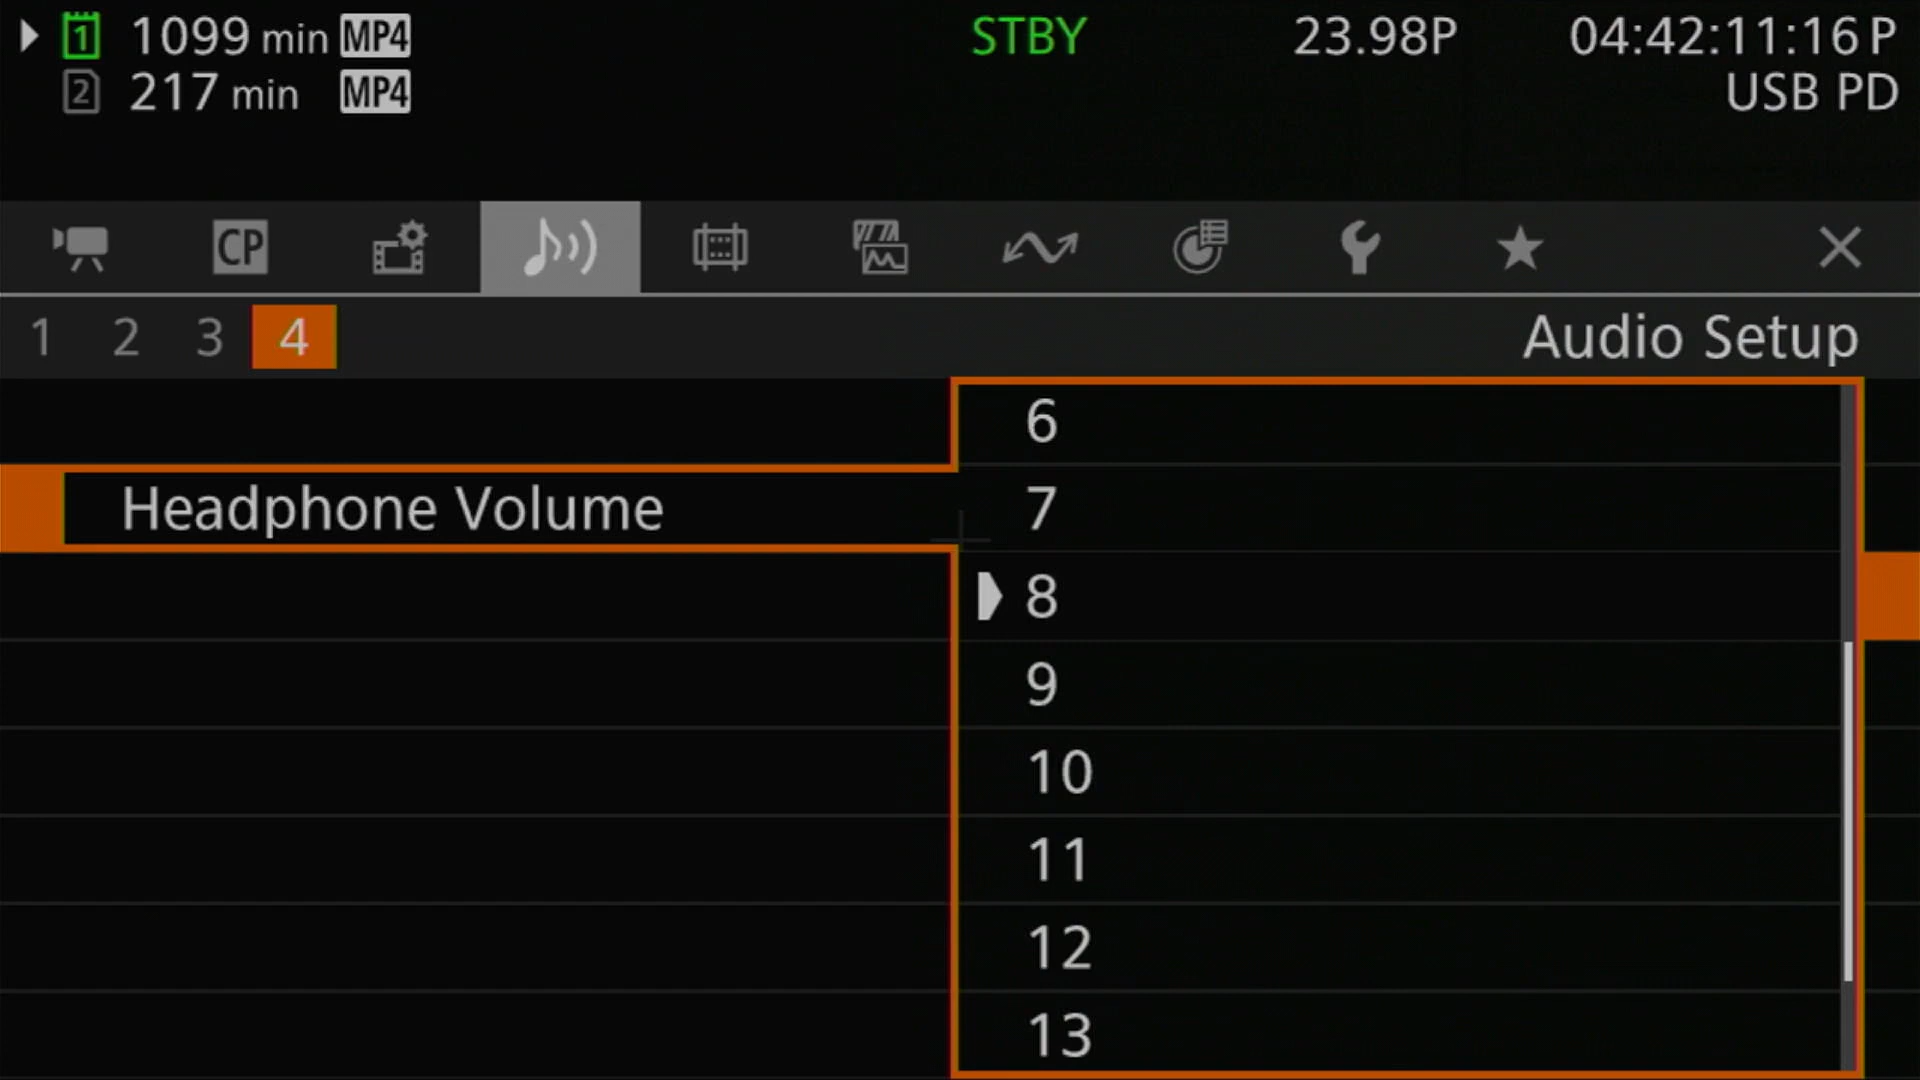 1 1099 min MP4 STBY 23.98P 04:42:11:16 P
2 217 min MP4 USB PD
CP
1 2 3 4 Audio Setup
6
Headphone Volume 7
8
9
10
11
12
13